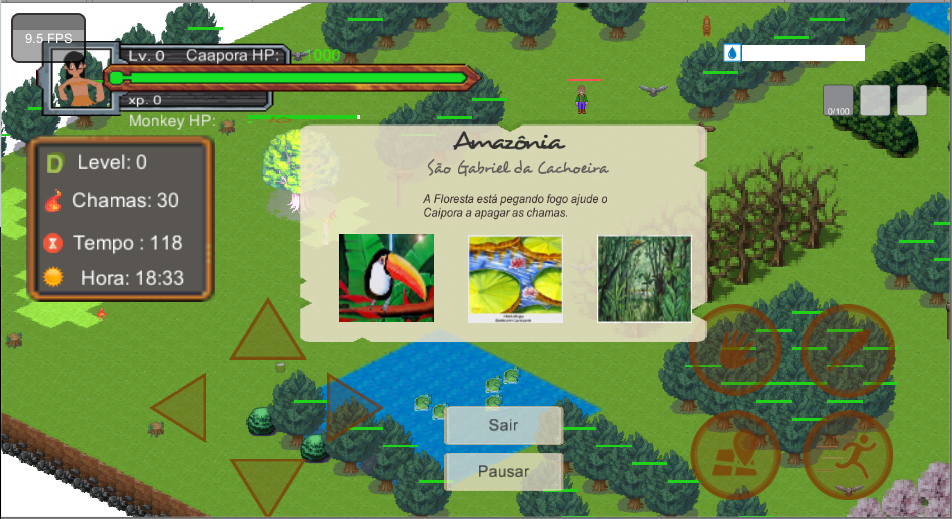 9.5 FPS
Lv. 0 Caapora HP: 1000
xp. 0
Monkey HP:
0/100
Level: 0
Chamas: 30
Tempo : 118
Hora: 18:33
Amazônia
São Gabriel da Cachoeira
A Floresta está pegando fogo ajude o
Caipora a apagar as chamas.
Sair
Pausar